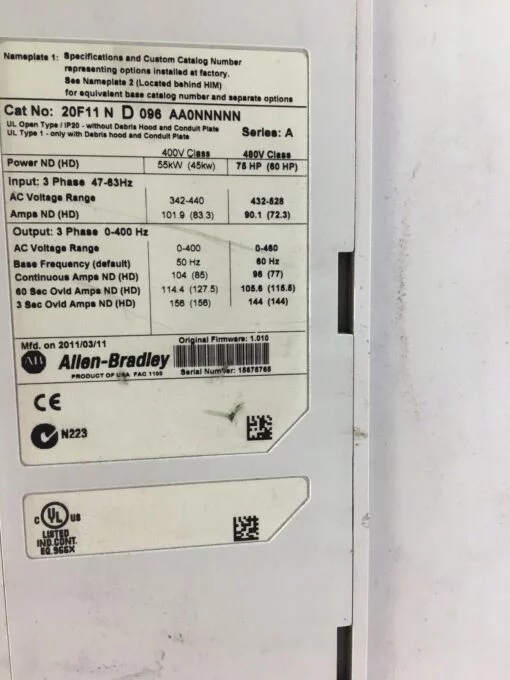 Nameplate 1: Specifications and Custom Catalog Number
representing options installed at factory.
See Nameplate 2 (Located behind HIM)
for equivalent base catalog number and separate options
Cat No: 20F11 N D 096 AA0NNNNN
UL Open Type / IP20 - without Debris Hood and Conduit Plate
UL Type 1 - only with Debris hood and Conduit Plate
Series: A
400V Class 480V Class
Power ND (HD) 55kW (45kw) 75 HP (60 HP)
Input: 3 Phase 47-63Hz
AC Voltage Range 342-440 432-528
Amps ND (HD) 101.9 (83.3) 90.1 (72.3)
Output: 3 Phase 0-400 Hz
AC Voltage Range 0-400 0-460
Base Frequency (default) 50 Hz 60 Hz
Continuous Amps ND (HD) 104 (85) 96 (77)
60 Sec Ovld Amps ND (HD) 114.4 (127.5) 105.6 (115.5)
3 Sec Ovld Amps ND (HD) 156 (156) 144 (144)
Mfd. on 2011/03/11 Original Firmware: 1.010
AB Allen-Bradley
PRODUCT OF USA FAC 1100 Serial Number: 15675765
CE
N223
C UL US
LISTED
IND.CONT.
EQ.966X